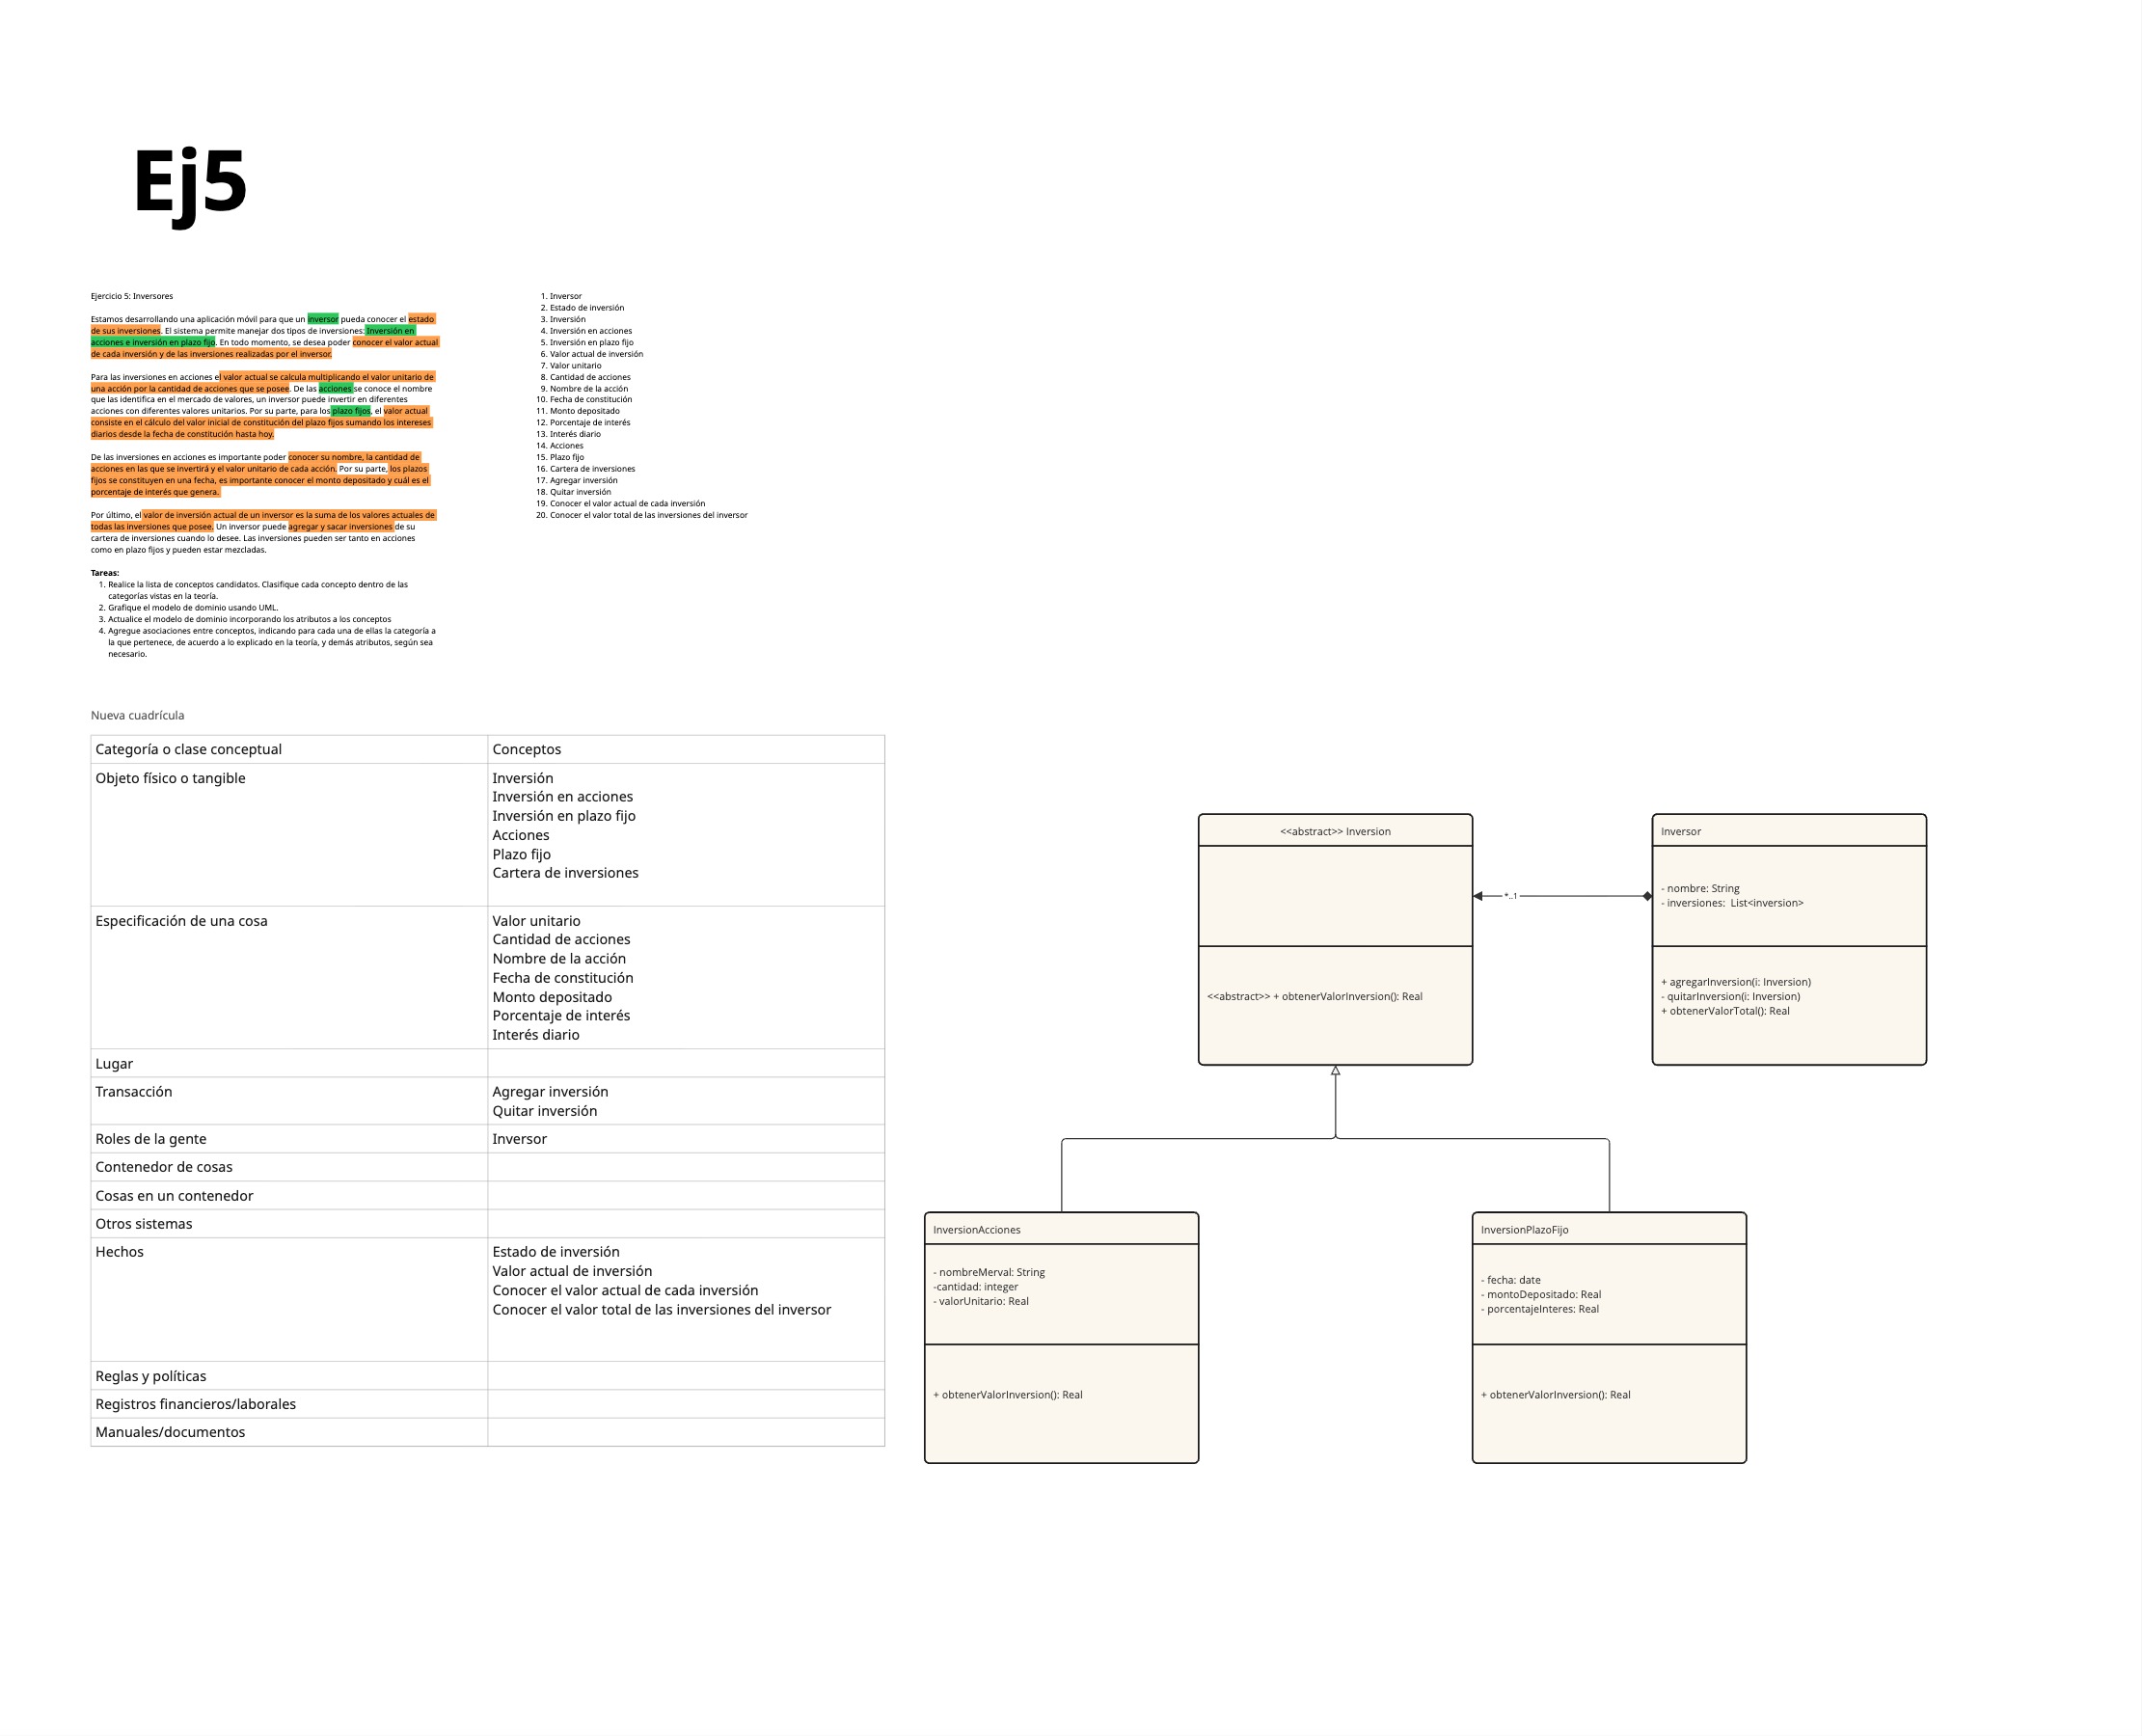 Ej5
Ejercicio 5: Inversores
Estamos desarrollando una aplicación móvil para que un inversor pueda conocer el estado
de sus inversiones. El sistema permite manejar dos tipos de inversiones: Inversión en
acciones e inversión en plazo fijo. En todo momento, se desea poder conocer el valor actual
de cada inversión y de las inversiones realizadas por el inversor.
Para las inversiones en acciones el valor actual se calcula multiplicando el valor unitario de
una acción por la cantidad de acciones que se posee. De las acciones se conoce el nombre
que las identifica en el mercado de valores, un inversor puede invertir en diferentes
acciones con diferentes valores unitarios. Por su parte, para los plazo fijos, el valor actual
consiste en el cálculo del valor inicial de constitución del plazo fijos sumando los intereses
diarios desde la fecha de constitución hasta hoy.
De las inversiones en acciones es importante poder conocer su nombre, la cantidad de
acciones en las que se invertirá y el valor unitario de cada acción. Por su parte, los plazos
fijos se constituyen en una fecha, es importante conocer el monto depositado y cuál es el
porcentaje de interés que genera.
Por último, el valor de inversión actual de un inversor es la suma de los valores actuales de
todas las inversiones que posee. Un inversor puede agregar y sacar inversiones de su
cartera de inversiones cuando lo desee. Las inversiones pueden ser tanto en acciones
como en plazo fijos y pueden estar mezcladas.
Tareas:
1. Realice la lista de conceptos candidatos. Clasifique cada concepto dentro de las
categorías vistas en la teoría.
2. Grafique el modelo de dominio usando UML.
3. Actualice el modelo de dominio incorporando los atributos a los conceptos
4. Agregue asociaciones entre conceptos, indicando para cada una de ellas la categoría a
la que pertenece, de acuerdo a lo explicado en la teoría, y demás atributos, según sea
necesario.
1. Inversor
2. Estado de inversión
3. Inversión
4. Inversión en acciones
5. Inversión en plazo fijo
6. Valor actual de inversión
7. Valor unitario
8. Cantidad de acciones
9. Nombre de la acción
10. Fecha de constitución
11. Monto depositado
12. Porcentaje de interés
13. Interés diario
14. Acciones
15. Plazo fijo
16. Cartera de inversiones
17. Agregar inversión
18. Quitar inversión
19. Conocer el valor actual de cada inversión
20. Conocer el valor total de las inversiones del inversor
Nueva cuadrícula
Categoría o clase conceptual
Conceptos
Objeto físico o tangible
Inversión
Inversión en acciones
Inversión en plazo fijo
Acciones
Plazo fijo
Cartera de inversiones
Especificación de una cosa
Valor unitario
Cantidad de acciones
Nombre de la acción
Fecha de constitución
Monto depositado
Porcentaje de interés
Interés diario
Lugar
Transacción
Agregar inversión
Quitar inversión
Roles de la gente
Inversor
Contenedor de cosas
Cosas en un contenedor
Otros sistemas
Hechos
Estado de inversión
Valor actual de inversión
Conocer el valor actual de cada inversión
Conocer el valor total de las inversiones del inversor
Reglas y políticas
Registros financieros/laborales
Manuales/documentos
<<abstract>> Inversion
<<abstract>> + obtenerValorInversion(): Real
*..1
Inversor
- nombre: String
- inversiones: List<inversion>
+ agregarInversion(i: Inversion)
- quitarInversion(i: Inversion)
+ obtenerValorTotal(): Real
InversionAcciones
- nombreMerval: String
-cantidad: integer
- valorUnitario: Real
+ obtenerValorInversion(): Real
InversionPlazoFijo
- fecha: date
- montoDepositado: Real
- porcentajeInteres: Real
+ obtenerValorInversion(): Real